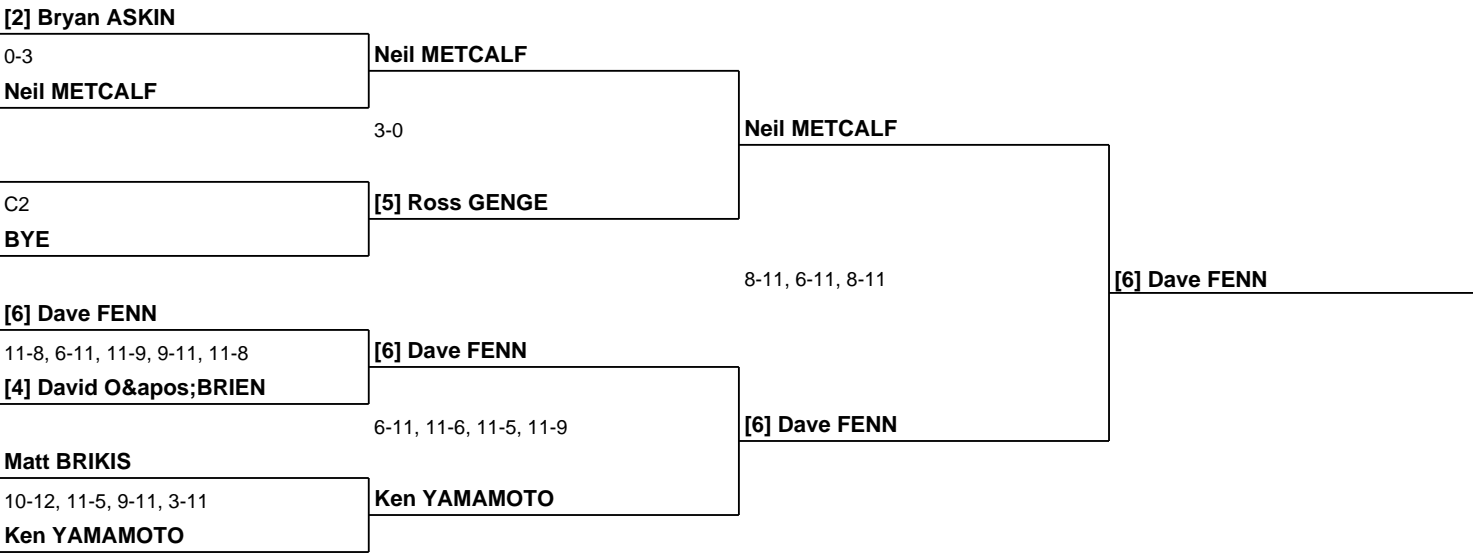 [2] Bryan ASKIN
0-3
Neil METCALF
Neil METCALF
3-0
Neil METCALF
C2
BYE
[5] Ross GENGE
8-11, 6-11, 8-11
[6] Dave FENN
[6] Dave FENN
11-8, 6-11, 11-9, 9-11, 11-8
[4] David O&apos;BRIEN
[6] Dave FENN
6-11, 11-6, 11-5, 11-9
[6] Dave FENN
Matt BRIKIS
10-12, 11-5, 9-11, 3-11
Ken YAMAMOTO
Ken YAMAMOTO